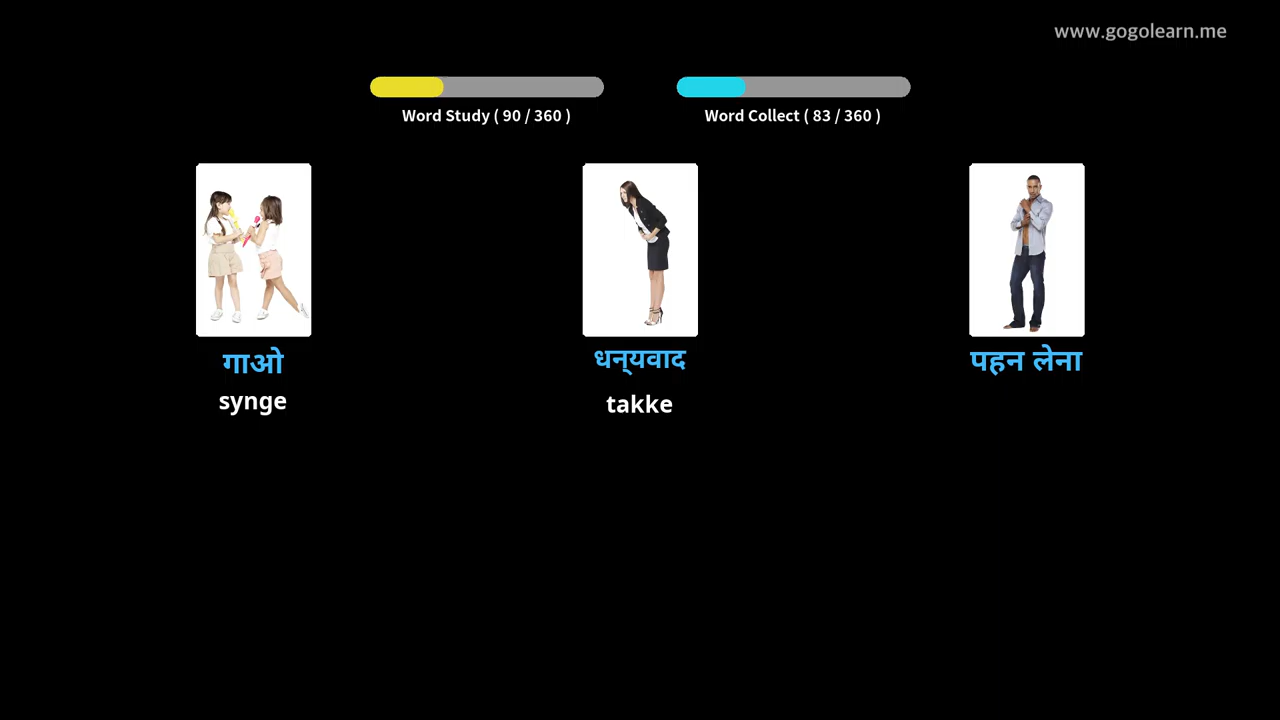 www.gogolearn.me
Word Study ( 90 / 360 )
Word Collect ( 83 / 360 )
गाओ
synge
धन्यवाद
takke
पहन लेना